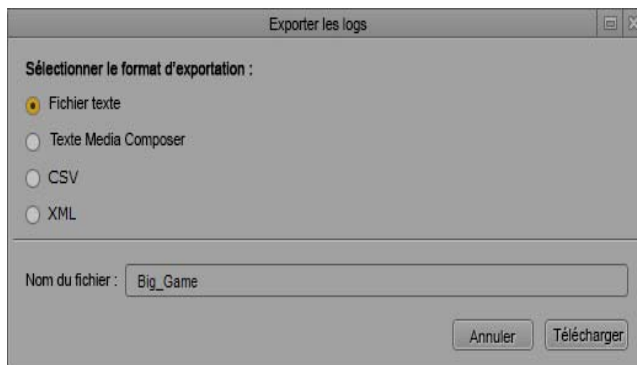 Exporter les logs
Sélectionner le format d'exportation :
Fichier texte
Texte Media Composer
CSV
XML
Nom du fichier :
Big_Game
Annuler
Télécharger